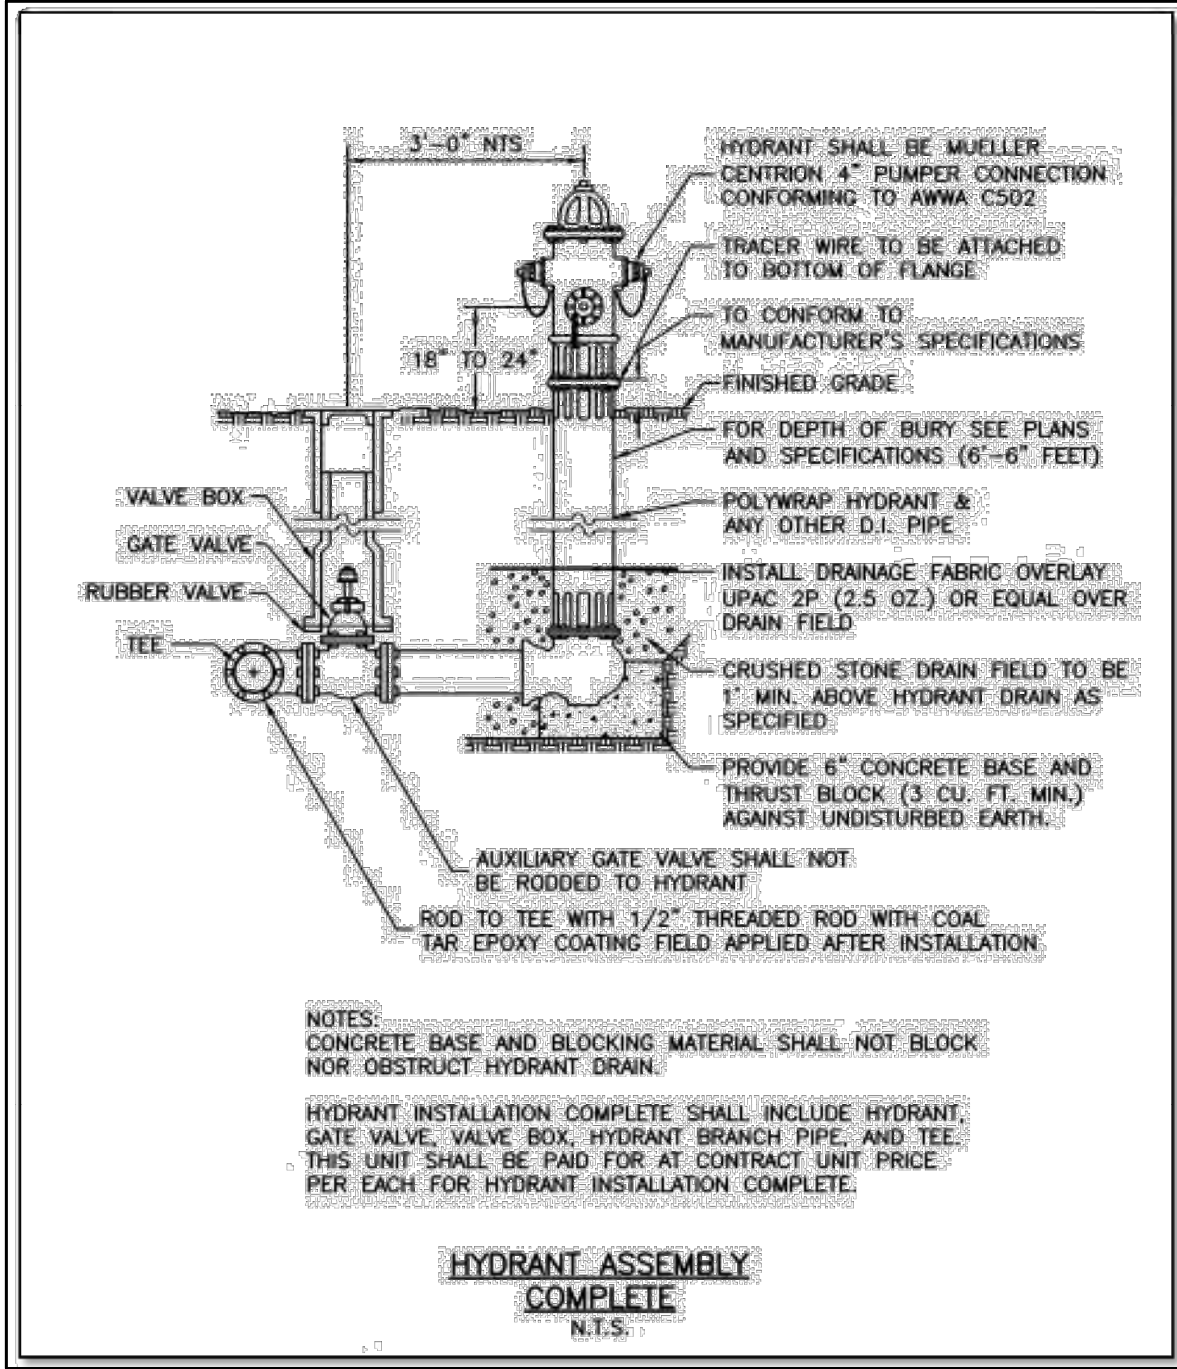 3'-0" NTS
HYDRANT SHALL BE MUELLER
CENTRION 4" PUMPER CONNECTION
CONFORMING TO AWWA C502
TRACER WIRE TO BE ATTACHED
TO BOTTOM OF FLANGE
TO CONFORM TO
MANUFACTURER'S SPECIFICATIONS
18" TO 24"
FINISHED GRADE
FOR DEPTH OF BURY SEE PLANS
AND SPECIFICATIONS (6'-6" FEET)
VALVE BOX
POLYWRAP HYDRANT &
ANY OTHER D.I. PIPE
GATE VALVE
RUBBER VALVE
INSTALL DRAINAGE FABRIC OVERLAY
UPAC 2P (2.5 OZ.) OR EQUAL OVER
DRAIN FIELD
TEE
CRUSHED STONE DRAIN FIELD TO BE
1" MIN. ABOVE HYDRANT DRAIN AS
SPECIFIED
PROVIDE 6" CONCRETE BASE AND
THRUST BLOCK (3 CU. FT. MIN.)
AGAINST UNDISTURBED EARTH.
AUXILIARY GATE VALVE SHALL NOT
BE RODDED TO HYDRANT
ROD TO TEE WITH 1/2" THREADED ROD WITH COAL
TAR EPOXY COATING FIELD APPLIED AFTER INSTALLATION
NOTES:
CONCRETE BASE AND BLOCKING MATERIAL SHALL NOT BLOCK
NOR OBSTRUCT HYDRANT DRAIN.
HYDRANT INSTALLATION COMPLETE SHALL INCLUDE HYDRANT,
GATE VALVE, VALVE BOX, HYDRANT BRANCH PIPE, AND TEE.
THIS UNIT SHALL BE PAID FOR AT CONTRACT UNIT PRICE
PER EACH FOR HYDRANT INSTALLATION COMPLETE.
HYDRANT ASSEMBLY
COMPLETE
N.T.S.